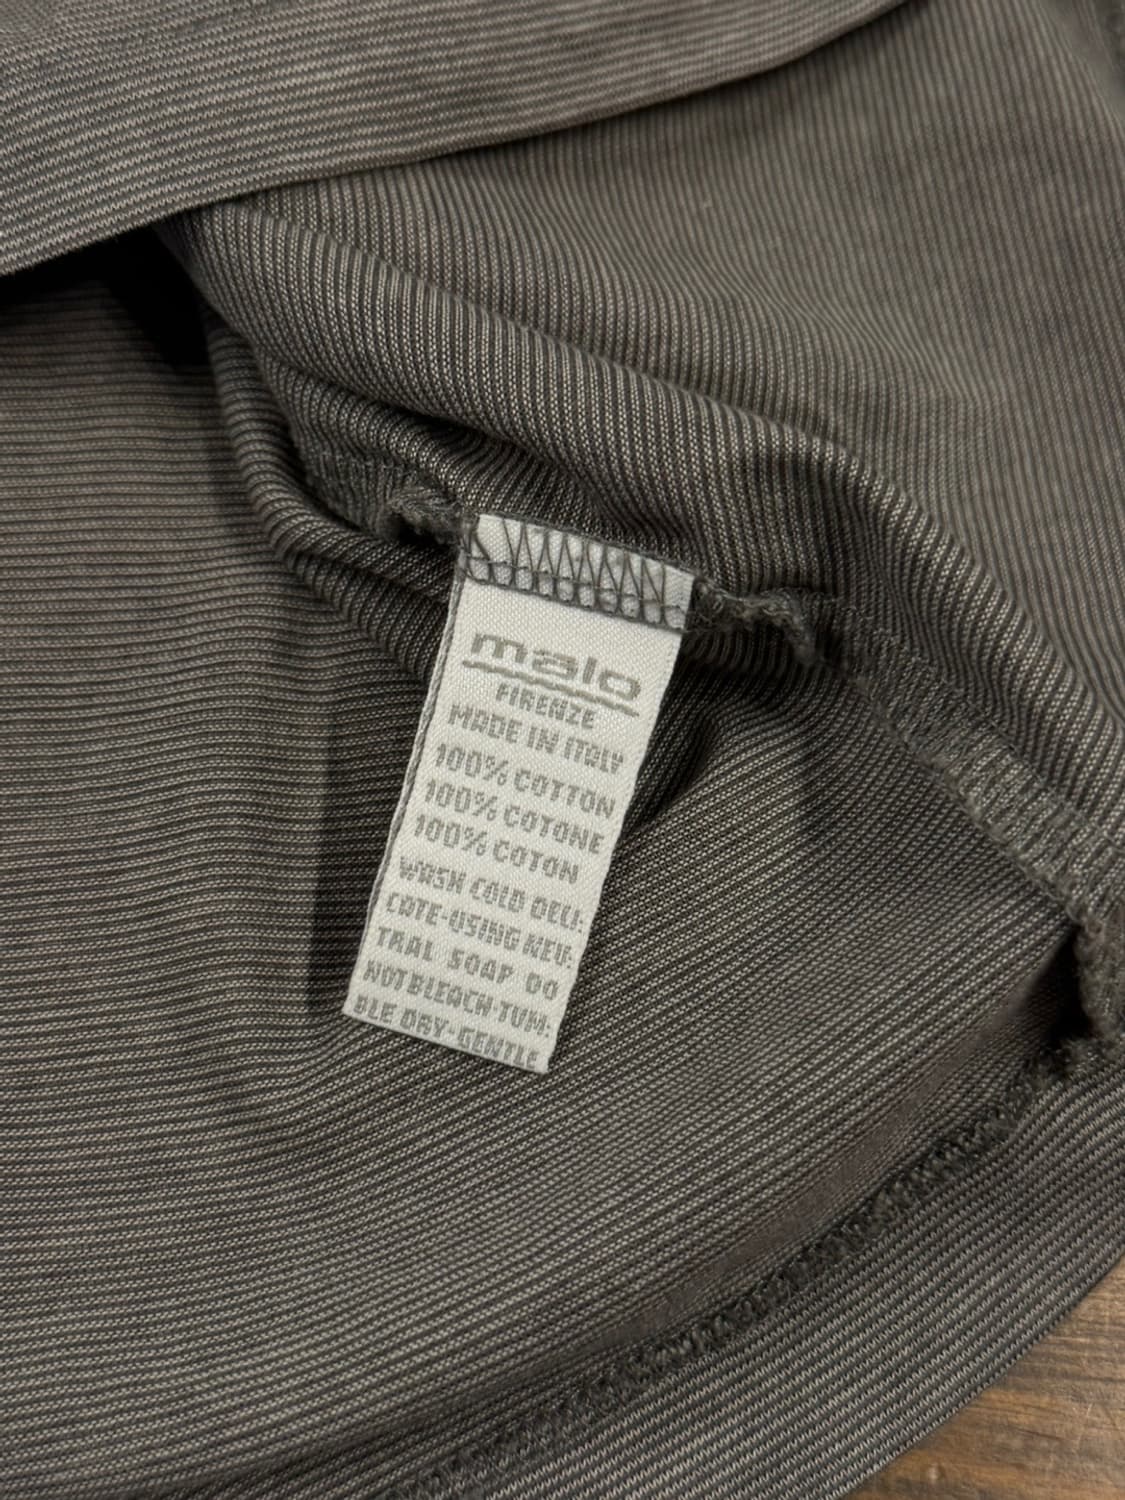 malo
FIRENZE
MADE IN ITALY
100% COTTON
100% COTONE
100% COTON
WASH COLD DELI:
CATE-USING NEU:
TRAL SOAP DO
NOT BLEACH-TUM:
BLE DRY-GENTLE